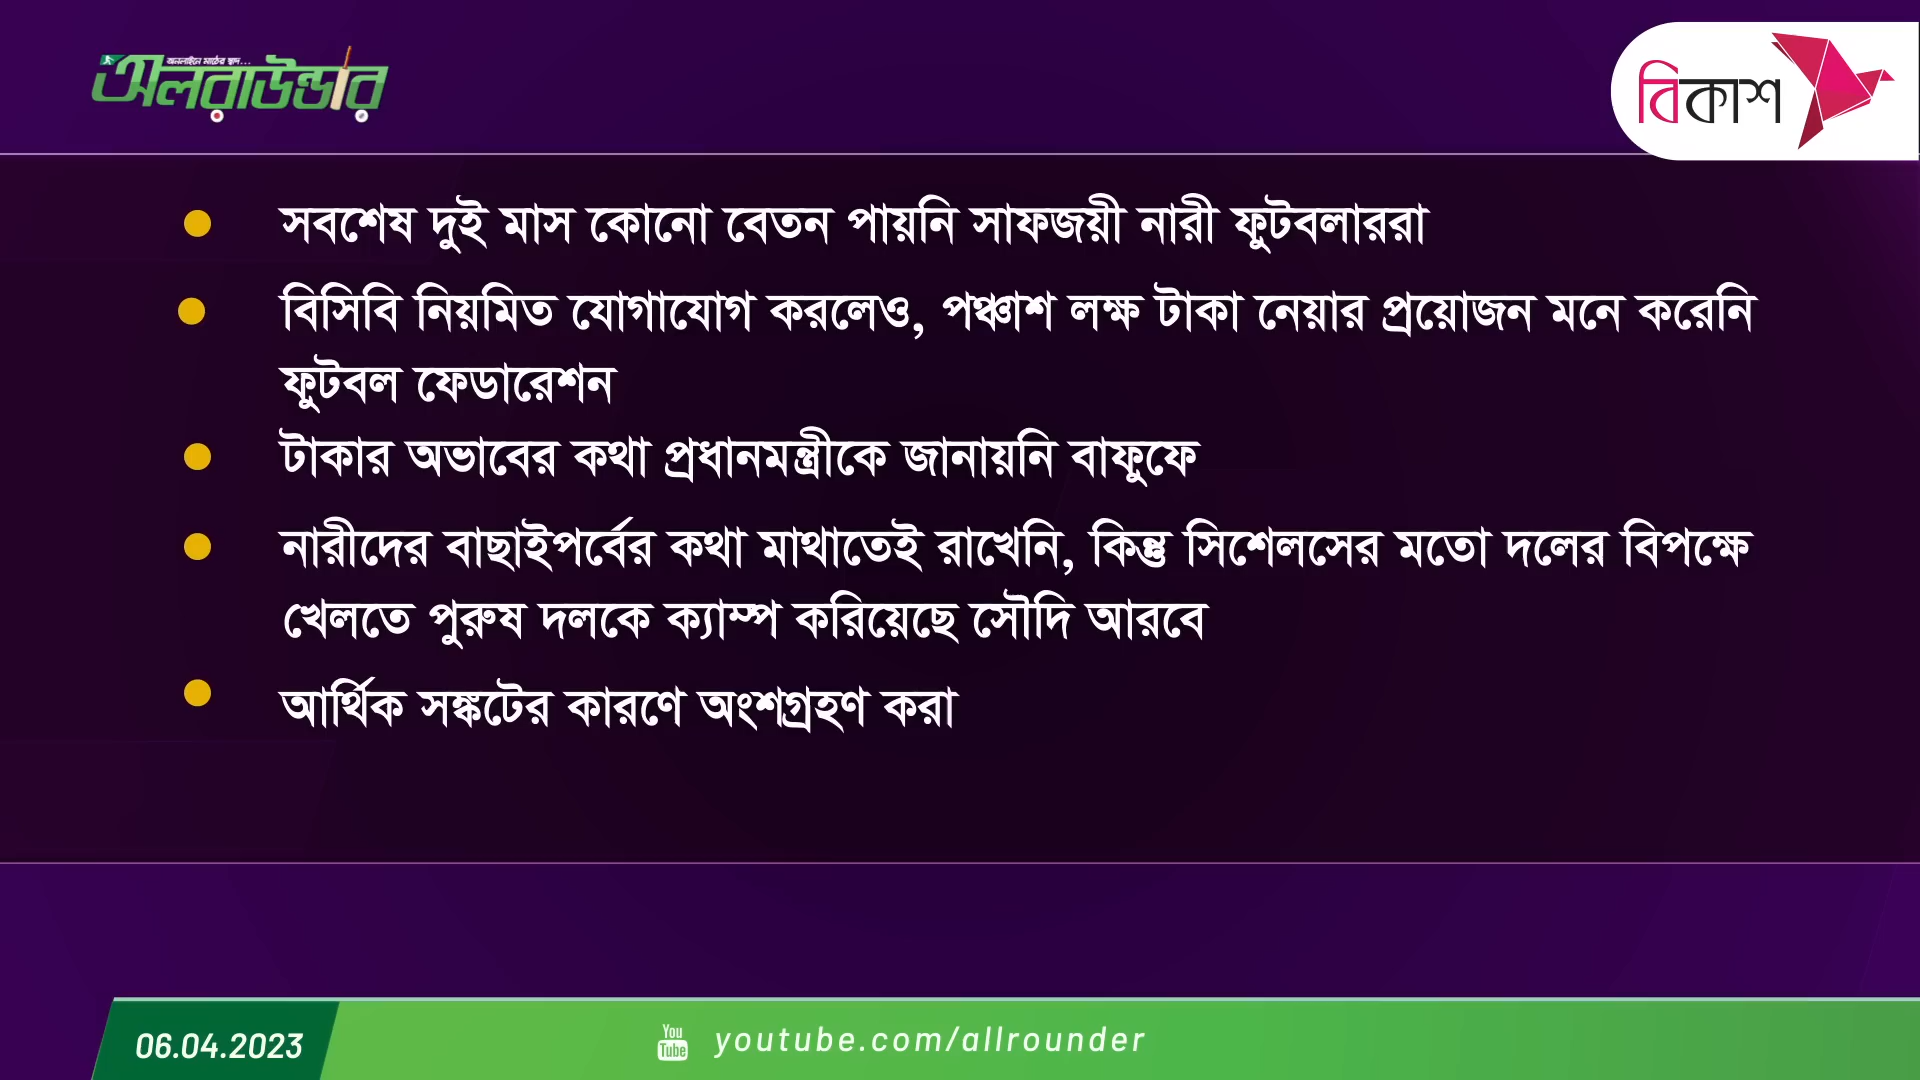 অনলাইনে মাঠের স্বাদ...
অলরাউন্ডার
বিকাশ
সবশেষ দুই মাস কোনো বেতন পায়নি সাফজয়ী নারী ফুটবলাররা
বিসিবি নিয়মিত যোগাযোগ করলেও, পঞ্চাশ লক্ষ টাকা নেয়ার প্রয়োজন মনে করেনি
ফুটবল ফেডারেশন
টাকার অভাবের কথা প্রধানমন্ত্রীকে জানায়নি বাফুফে
নারীদের বাছাইপর্বের কথা মাথাতেই রাখেনি, কিন্তু সিশেলসের মতো দলের বিপক্ষে
খেলতে পুরুষ দলকে ক্যাম্প করিয়েছে সৌদি আরবে
আর্থিক সঙ্কটের কারণে অংশগ্রহণ করা
06.04.2023
You
Tube
youtube.com/allrounder